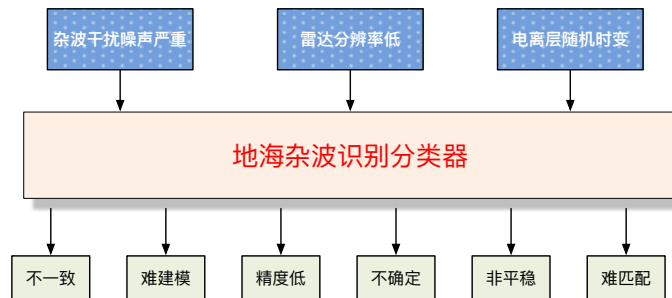 杂波干扰噪声严重
雷达分辨率低
电离层随机时变
地海杂波识别分类器
不一致
难建模
精度低
不确定
非平稳
难匹配